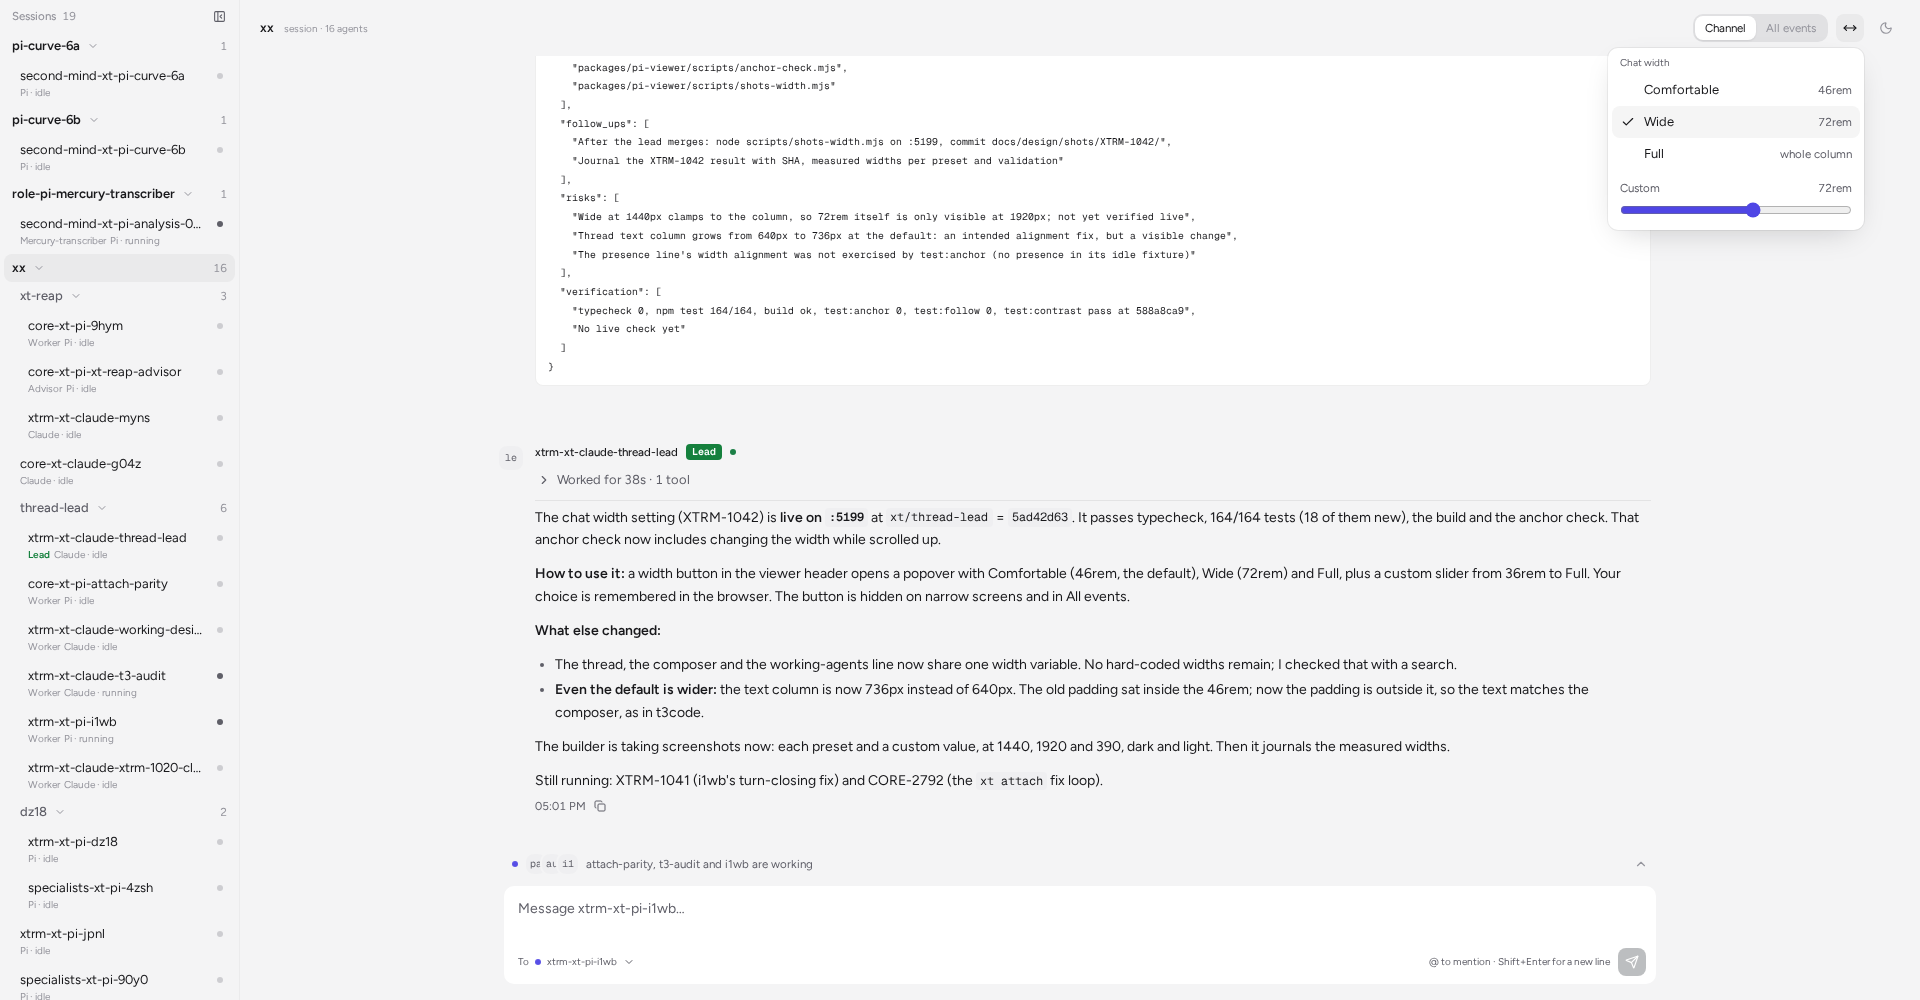 Sessions 19
pi-curve-6a 1
second-mind-xt-pi-curve-6a
Pi · idle
pi-curve-6b 1
second-mind-xt-pi-curve-6b
Pi · idle
role-pi-mercury-transcriber 1
second-mind-xt-pi-analysis-0...
Mercury-transcriber Pi · running
xx 16
xt-reap 3
core-xt-pi-9hym
Worker Pi · idle
core-xt-pi-xt-reap-advisor
Advisor Pi · idle
xtrm-xt-claude-myns
Claude · idle
core-xt-claude-g04z
Claude · idle
thread-lead 6
xtrm-xt-claude-thread-lead
Lead Claude · idle
core-xt-pi-attach-parity
Worker Pi · idle
xtrm-xt-claude-working-desi...
Worker Claude · idle
xtrm-xt-claude-t3-audit
Worker Claude · running
xtrm-xt-pi-i1wb
Worker Pi · running
xtrm-xt-claude-xtrm-1020-cl...
Worker Claude · idle
dz18 2
xtrm-xt-pi-dz18
Pi · idle
specialists-xt-pi-4zsh
Pi · idle
xtrm-xt-pi-jpnl
Pi · idle
specialists-xt-pi-90y0
Pi · idle
xx session · 16 agents
Channel All events
Chat width
Comfortable 46rem
Wide 72rem
Full whole column
Custom 72rem
"packages/pi-viewer/scripts/anchor-check.mjs",
"packages/pi-viewer/scripts/shots-width.mjs"
],
"follow_ups": [
"After the lead merges: node scripts/shots-width.mjs on :5199, commit docs/design/shots/XTRM-1042/",
"Journal the XTRM-1042 result with SHA, measured widths per preset and validation"
],
"risks": [
"Wide at 1440px clamps to the column, so 72rem itself is only visible at 1920px; not yet verified live",
"Thread text column grows from 640px to 736px at the default: an intended alignment fix, but a visible change",
"The presence line's width alignment was not exercised by test:anchor (no presence in its idle fixture)"
],
"verification": [
"typecheck 0, npm test 164/164, build ok, test:anchor 0, test:follow 0, test:contrast pass at 588a8ca9",
"No live check yet"
]
}
le xtrm-xt-claude-thread-lead Lead
Worked for 38s · 1 tool
The chat width setting (XTRM-1042) is live on :5199 at xt/thread-lead = 5ad42d63. It passes typecheck, 164/164 tests (18 of them new), the build and the anchor check. That
anchor check now includes changing the width while scrolled up.
How to use it: a width button in the viewer header opens a popover with Comfortable (46rem, the default), Wide (72rem) and Full, plus a custom slider from 36rem to Full. Your
choice is remembered in the browser. The button is hidden on narrow screens and in All events.
What else changed:
• The thread, the composer and the working-agents line now share one width variable. No hard-coded widths remain; I checked that with a search.
• Even the default is wider: the text column is now 736px instead of 640px. The old padding sat inside the 46rem; now the padding is outside it, so the text matches the
composer, as in t3code.
The builder is taking screenshots now: each preset and a custom value, at 1440, 1920 and 390, dark and light. Then it journals the measured widths.
Still running: XTRM-1041 (i1wb's turn-closing fix) and CORE-2792 (the xt attach fix loop).
05:01 PM
pa au i1 attach-parity, t3-audit and i1wb are working
Message xtrm-xt-pi-i1wb...
To xtrm-xt-pi-i1wb
@ to mention · Shift+Enter for a new line